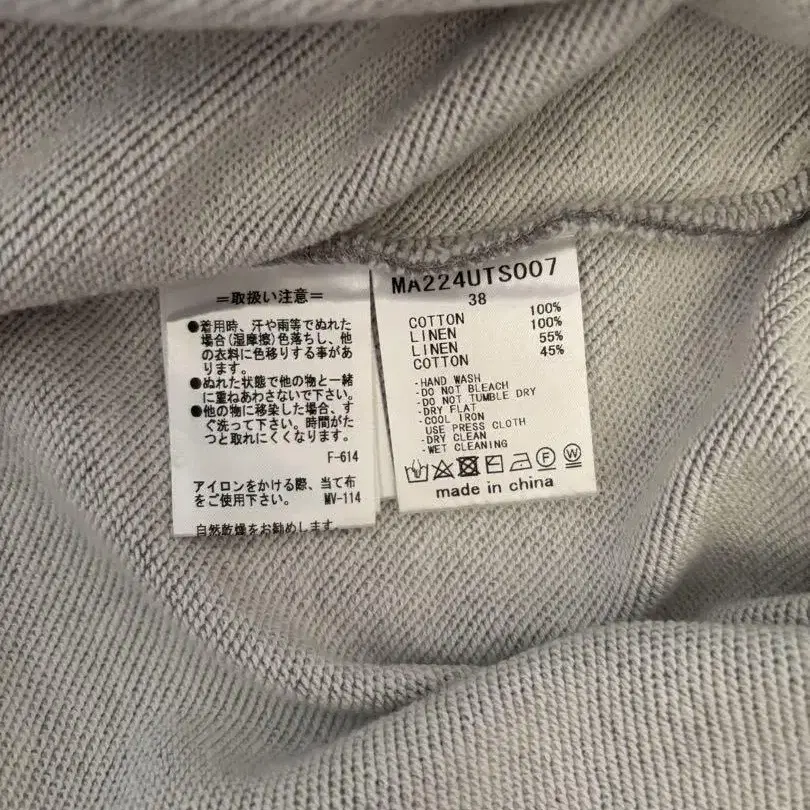 =取扱い注意=
●着用時、汗や雨等でぬれた
場合(湿摩擦)色落ちし、他
の衣料に色移りする事があ
ります。
●ぬれた状態で他の物と一緒
に重ねあわさないで下さい。
●他の物に移染した場合、す
ぐ洗って下さい。時間がた
つと取れにくくなります。
F-614
アイロンをかける際、当て布
をご使用下さい。 MV-114
自然乾燥をお勧めします
MA224UTS007
38
COTTON 100%
LINEN 100%
LINEN 55%
COTTON 45%
-HAND WASH
-DO NOT BLEACH
-DO NOT TUMBLE DRY
-DRY FLAT
-COOL IRON
USE PRESS CLOTH
-DRY CLEAN
-WET CLEANING
P W
made in china